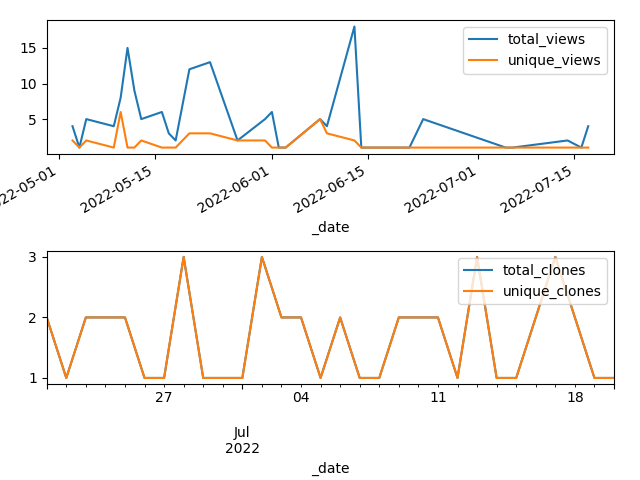 total_views
unique_views
15
10
5
2022-05-01
2022-05-15
2022-06-01
2022-06-15
2022-07-01
2022-07-15
_date
total_clones
unique_clones
3
2
1
27
04
11
18
Jul
2022
_date